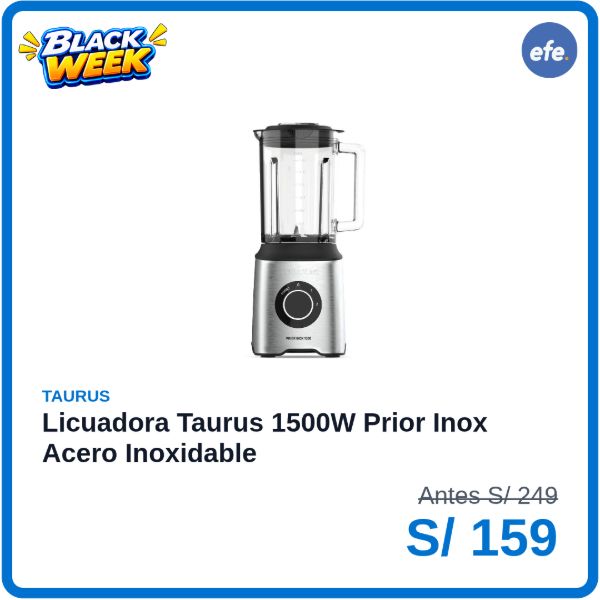 BLACK
WEEK
efe.
TAURUS
Licuadora Taurus 1500W Prior Inox
Acero Inoxidable
Antes S/ 249
S/ 159